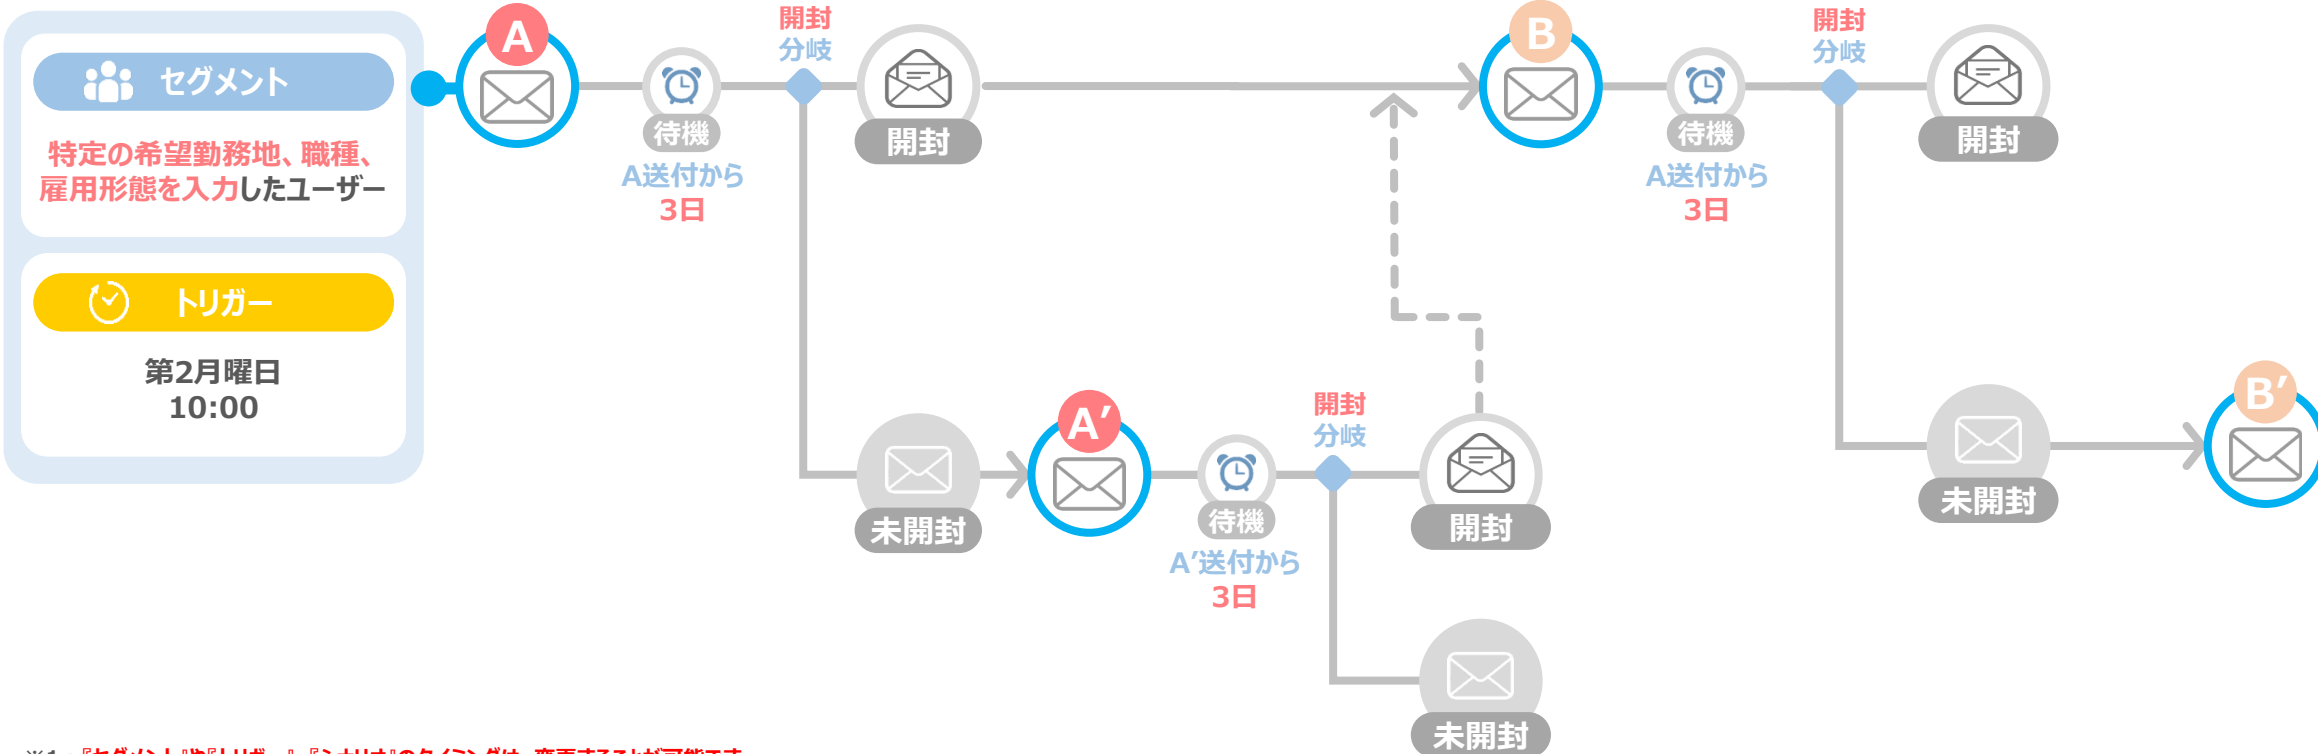 セグメント
特定の希望勤務地、職種、
雇用形態を入力したユーザー
トリガー
第2月曜日
10:00
A
待機
A送付から
3日
開封
分岐
開封
未開封
A′
待機
A′送付から
3日
開封
分岐
開封
未開封
B
待機
A送付から
3日
開封
分岐
開封
未開封
B′